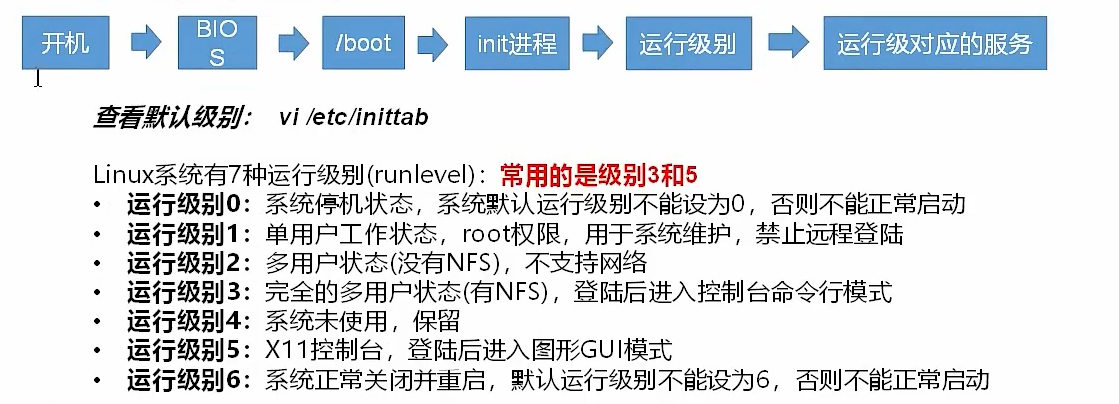 开机
BIO
S
/boot
init进程
运行级别
运行级对应的服务
查看默认级别： vi /etc/inittab
Linux系统有7种运行级别(runlevel)：常用的是级别3和5
• 运行级别0：系统停机状态，系统默认运行级别不能设为0，否则不能正常启动
• 运行级别1：单用户工作状态，root权限，用于系统维护，禁止远程登陆
• 运行级别2：多用户状态(没有NFS)，不支持网络
• 运行级别3：完全的多用户状态(有NFS)，登陆后进入控制台命令行模式
• 运行级别4：系统未使用，保留
• 运行级别5：X11控制台，登陆后进入图形GUI模式
• 运行级别6：系统正常关闭并重启，默认运行级别不能设为6，否则不能正常启动